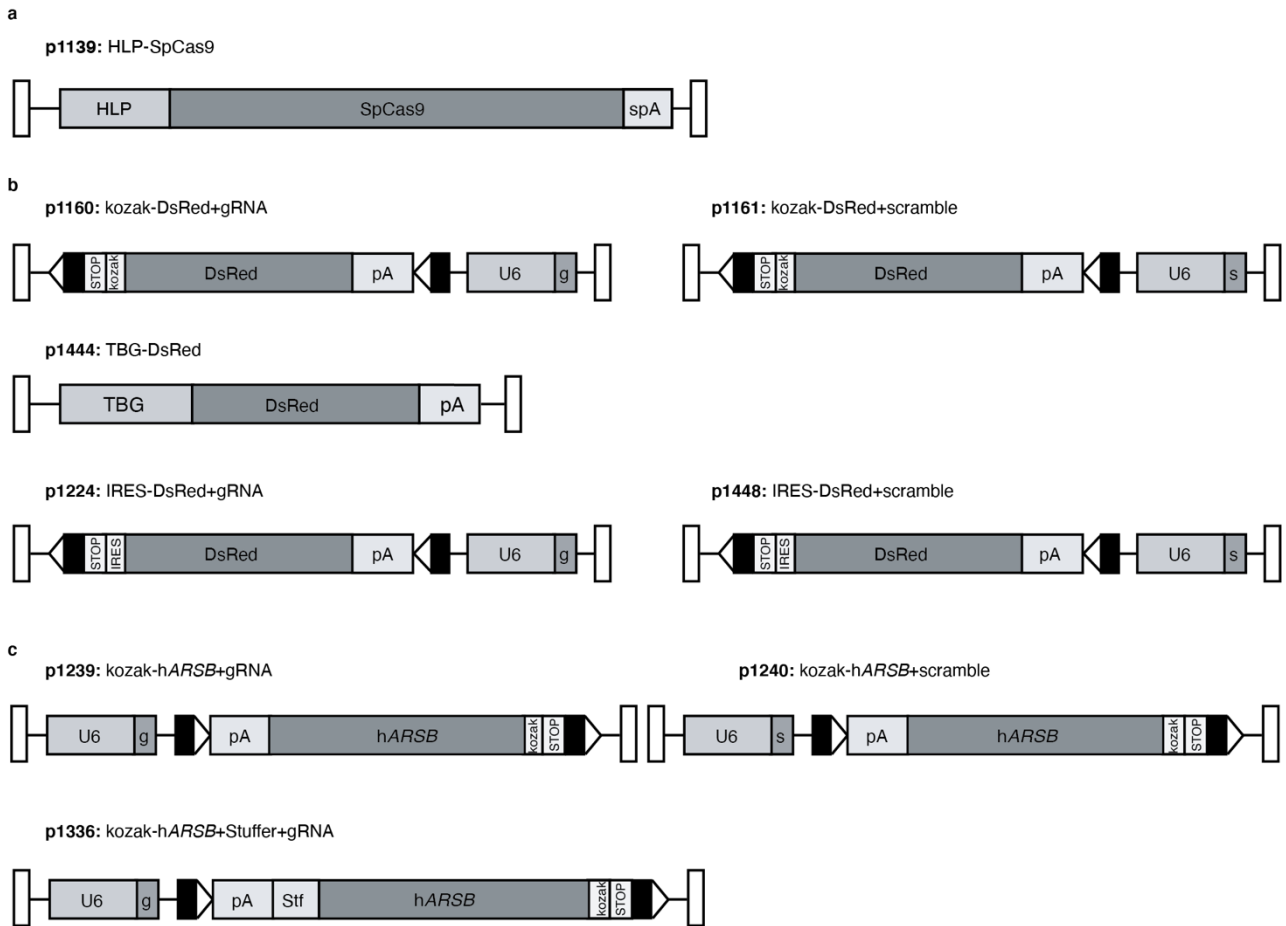 a
p1139: HLP-SpCas9
HLP SpCas9 spA
b
p1160: kozak-DsRed+gRNA
STOP kozak DsRed pA U6 g
p1161: kozak-DsRed+scramble
STOP kozak DsRed pA U6 s
p1444: TBG-DsRed
TBG DsRed pA
p1224: IRES-DsRed+gRNA
STOP IRES DsRed pA U6 g
p1448: IRES-DsRed+scramble
STOP IRES DsRed pA U6 s
c
p1239: kozak-hARSB+gRNA
U6 g pA hARSB kozak STOP
p1240: kozak-hARSB+scramble
U6 s pA hARSB kozak STOP
p1336: kozak-hARSB+Stuffer+gRNA
U6 g pA Stf hARSB kozak STOP